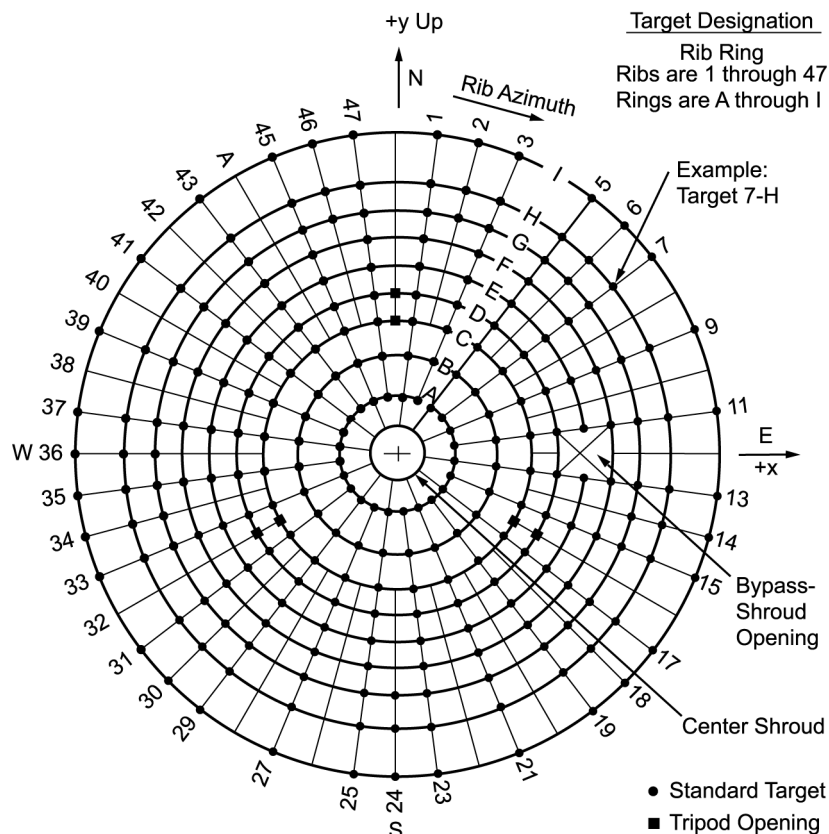 +y Up
N
Rib Azimuth
Target Designation
Rib Ring
Ribs are 1 through 47
Rings are A through I
Example:
Target 7-H
1
2
3
I
5
6
7
9
11
E
+x
13
14
15
17
18
19
21
23
24
S
25
27
29
30
31
32
33
34
35
W 36
37
38
39
40
41
42
43
A
45
46
47
H
G
F
E
D
C
B
A
Bypass-
Shroud
Opening
Center Shroud
Standard Target
Tripod Opening